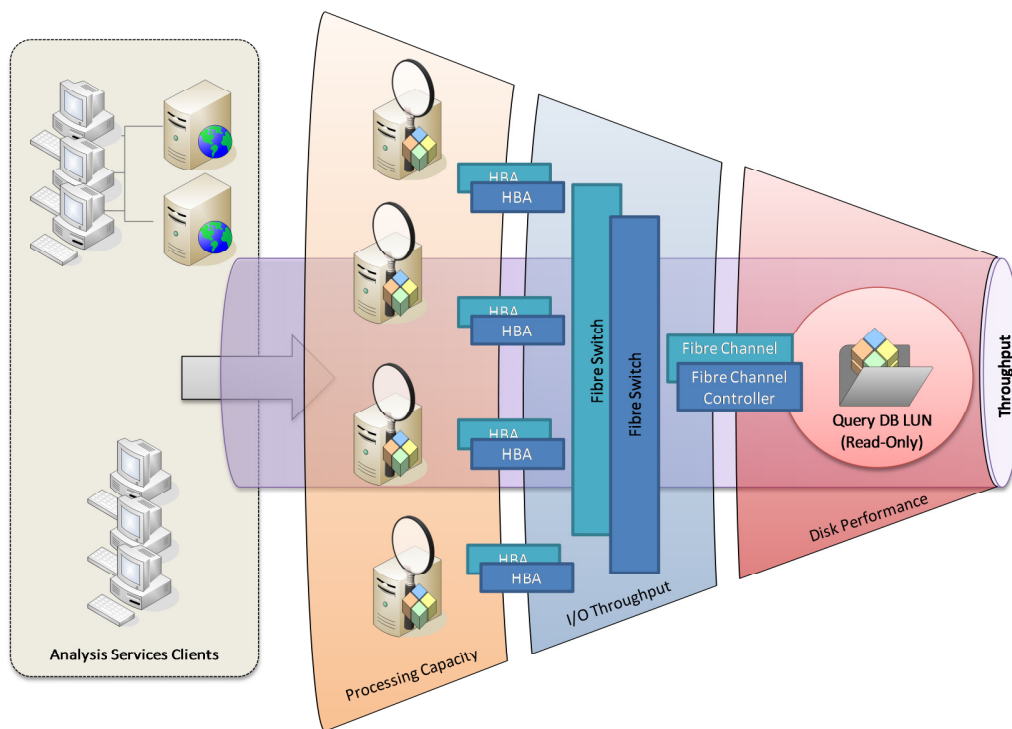 Analysis Services Clients
Processing Capacity
HBA
HBA
HBA
HBA
HBA
HBA
HBA
HBA
I/O Throughput
Fibre Switch
Fibre Switch
Fibre Channel
Fibre Channel
Controller
Query DB LUN
(Read-Only)
Disk Performance
Throughput